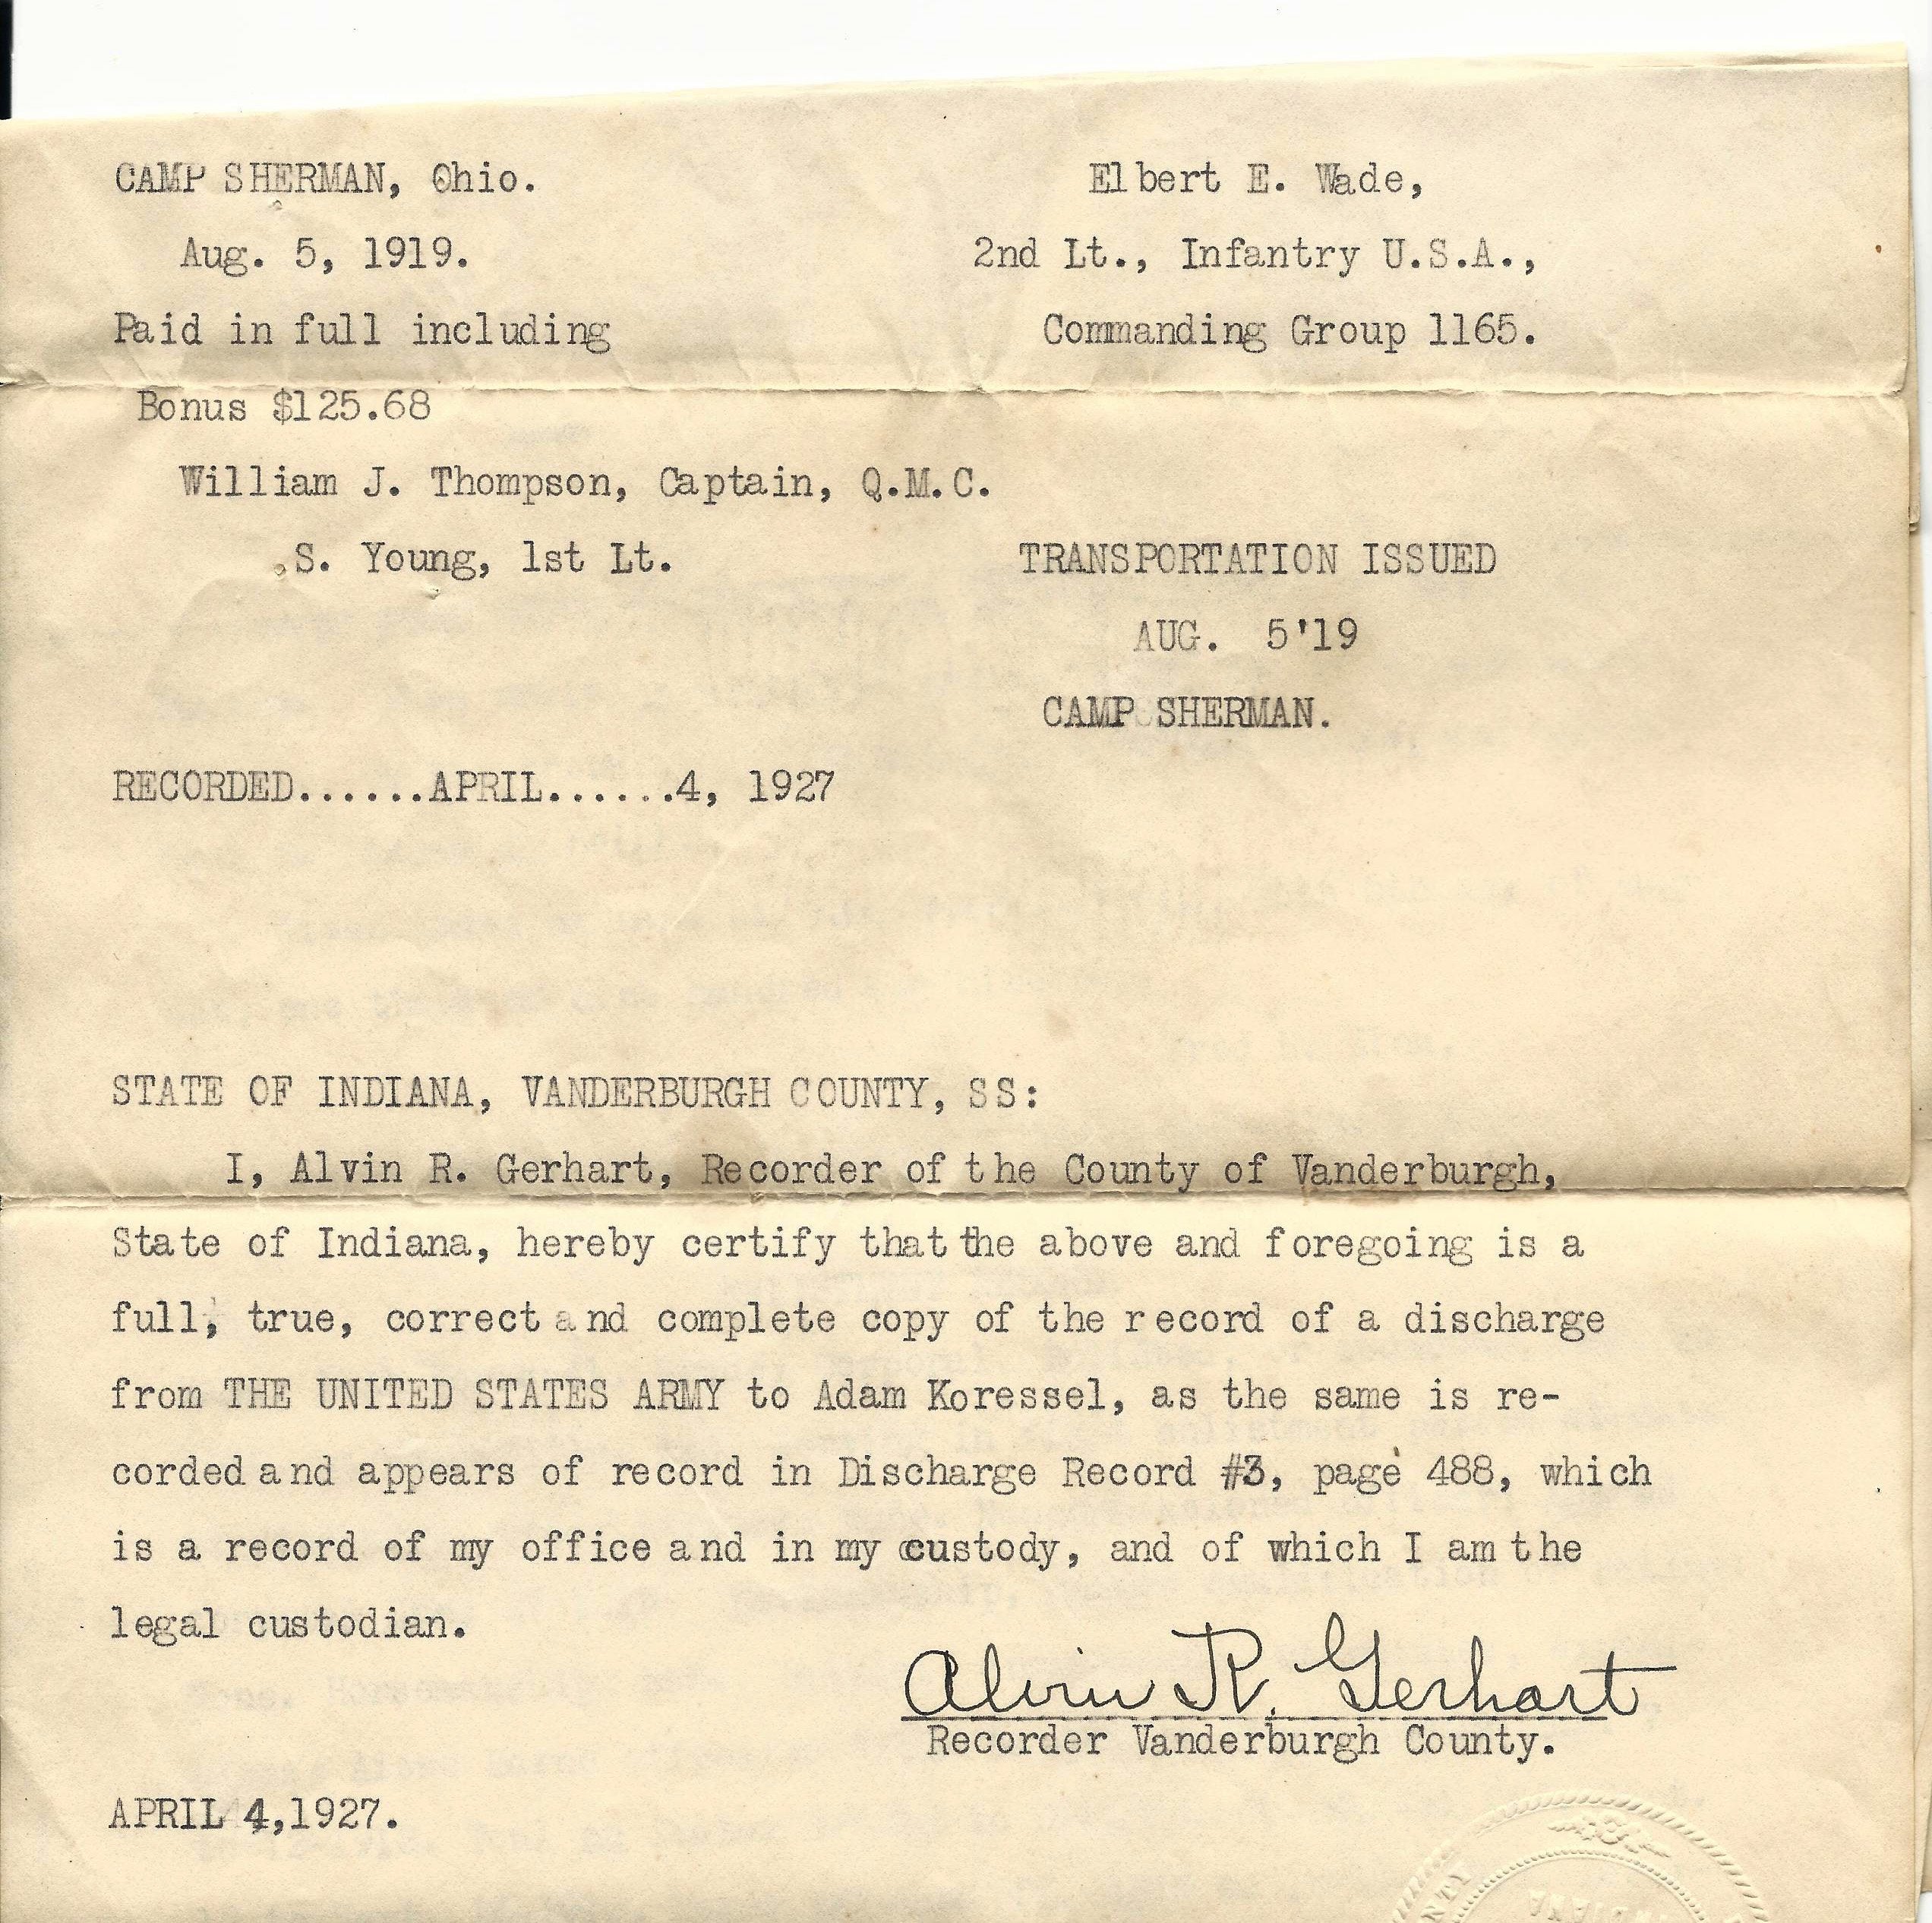 CAMP SHERMAN, Ohio.
Elbert E. Wade,
Aug. 5, 1919.
2nd Lt., Infantry U.S.A.,
Paid in full including
Commanding Group 1165.
Bonus $125.68
William J. Thompson, Captain, Q.M.C.
S. Young, 1st Lt.
TRANSPORTATION ISSUED
AUG. 5'19
CAMP SHERMAN.
RECORDED......APRIL......4, 1927
STATE OF INDIANA, VANDERBURGH COUNTY, SS:
I, Alvin R. Gerhart, Recorder of the County of Vanderburgh,
State of Indiana, hereby certify that the above and foregoing is a
full, true, correct and complete copy of the record of a discharge
from THE UNITED STATES ARMY to Adam Koressel, as the same is re-
corded and appears of record in Discharge Record #3, page 488, which
is a record of my office and in my custody, and of which I am the
legal custodian.
Alvin R. Gerhart
Recorder Vanderburgh County.
APRIL 4,1927.
INDIANA